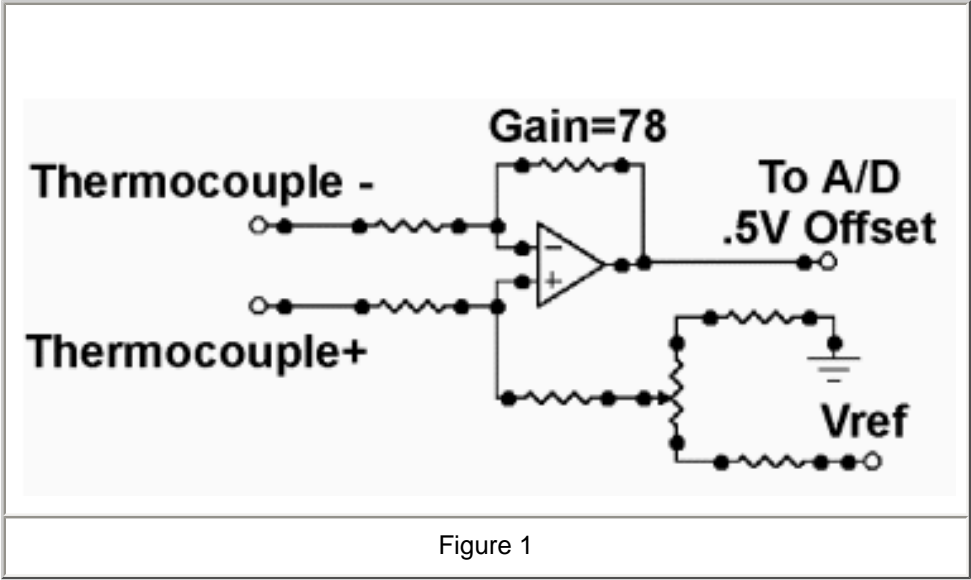 Gain=78
Thermocouple -
To A/D
.5V Offset
Thermocouple+
Vref
Figure 1